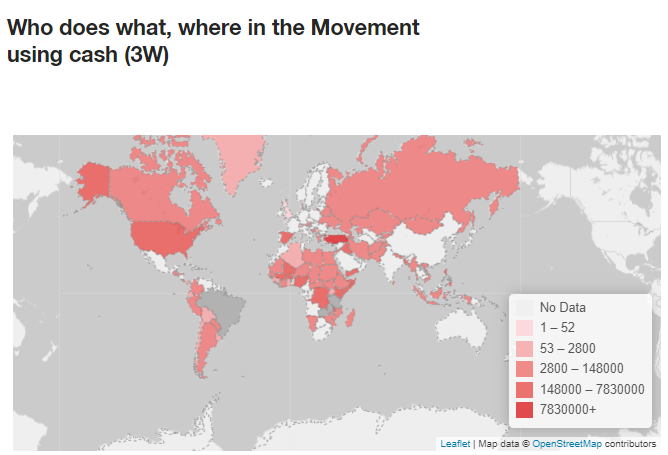 Who does what, where in the Movement
using cash (3W)
No Data
1 – 52
53 – 2800
2800 – 148000
148000 – 7830000
7830000+
Leaflet | Map data © OpenStreetMap contributors